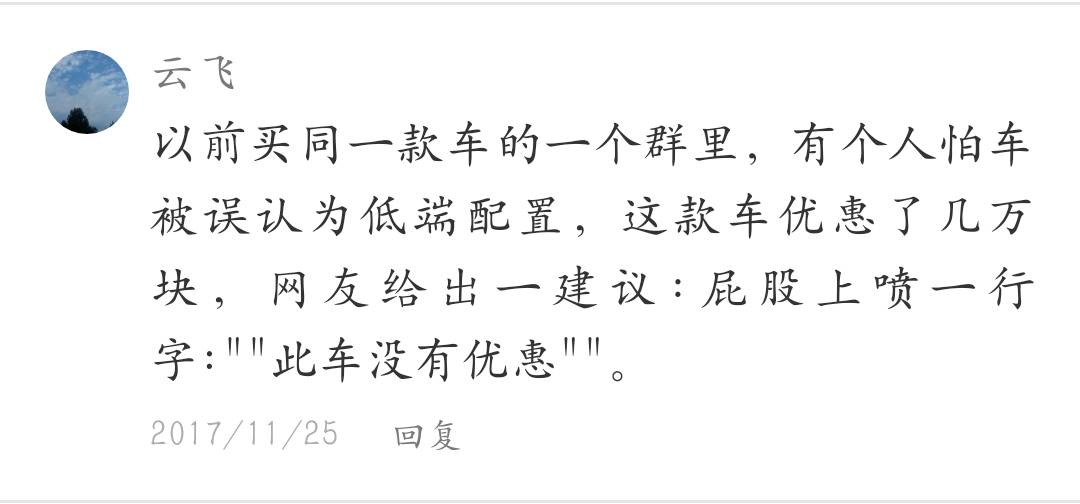 云飞
以前买同一款车的一个群里，有个人怕车
被误认为低端配置，这款车优惠了几万
块，网友给出一建议：屁股上喷一行
字：""此车没有优惠""。
2017/11/25 回复